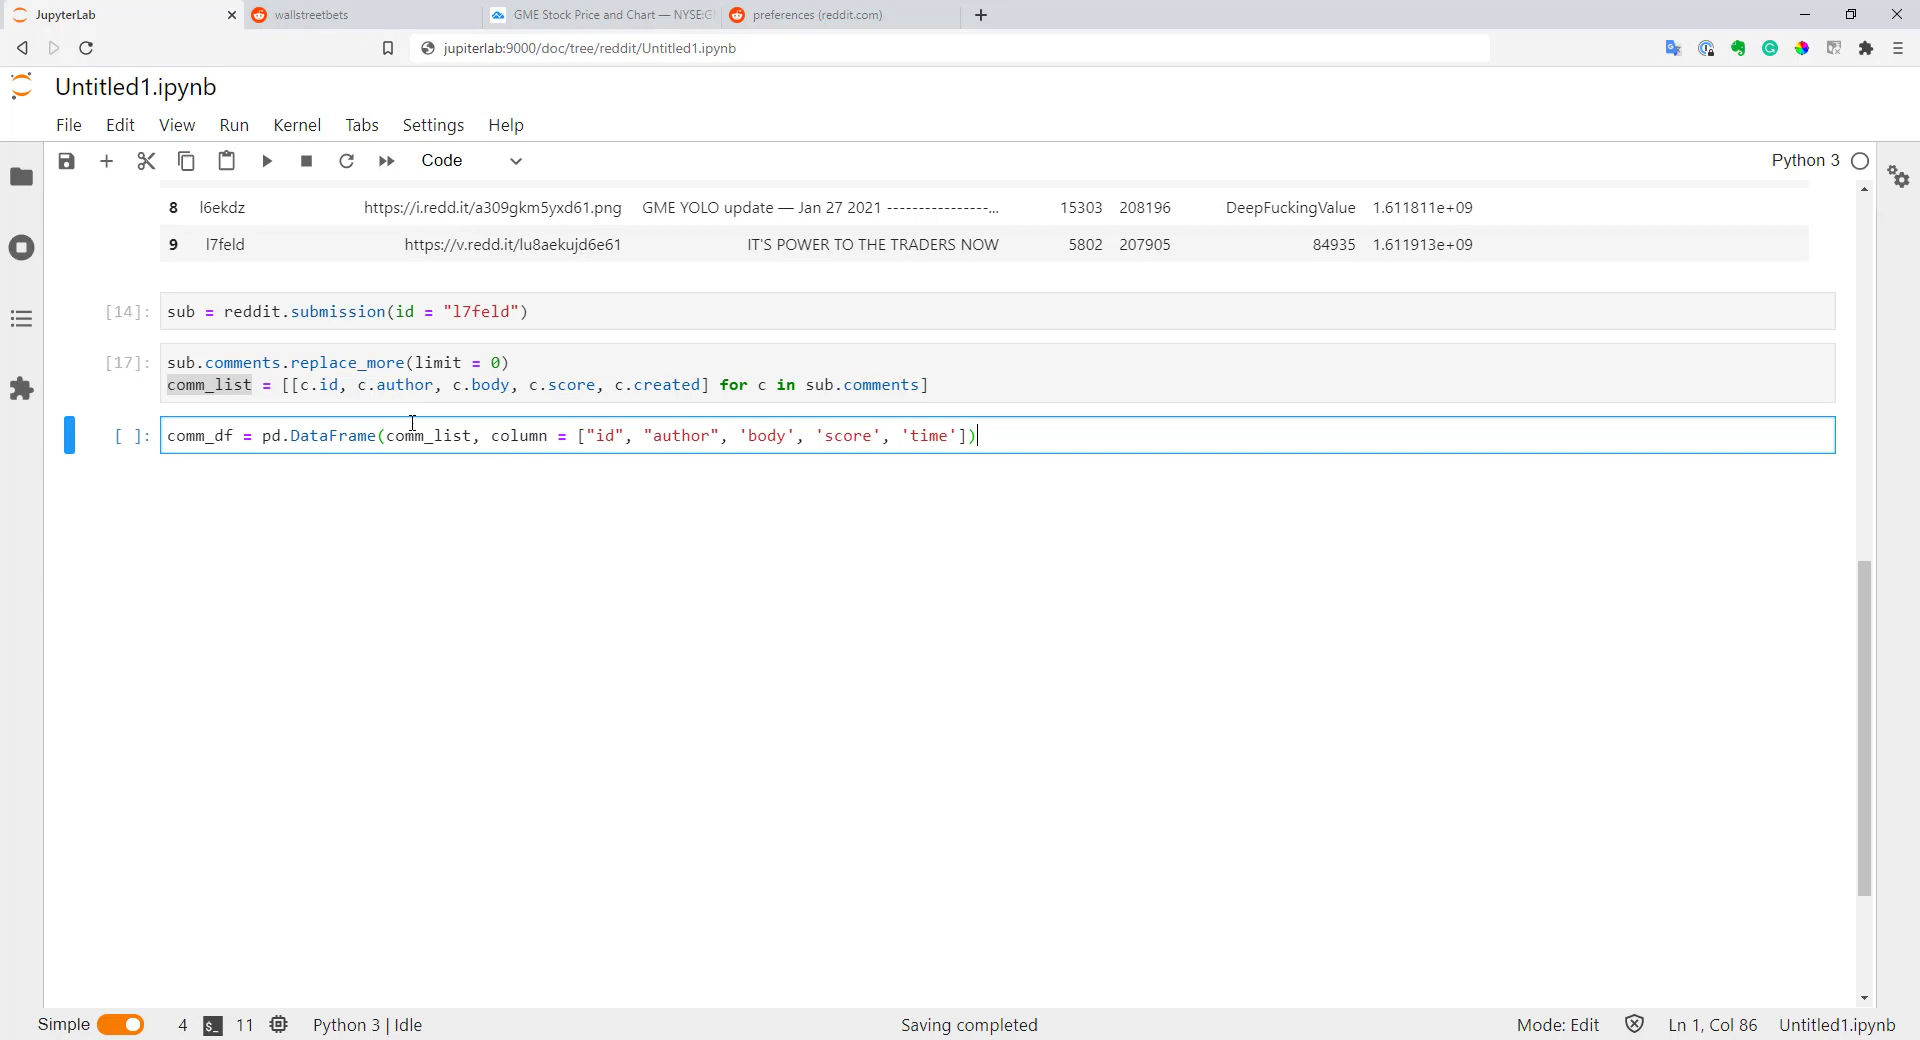 JupyterLab
wallstreetbets
GME Stock Price and Chart — NYSE:G
preferences (reddit.com)
jupiterlab:9000/doc/tree/reddit/Untitled1.ipynb
Untitled1.ipynb
File Edit View Run Kernel Tabs Settings Help
Code
Python 3
8 l6ekdz https://i.redd.it/a309gkm5yxd61.png GME YOLO update — Jan 27 2021 ----------------... 15303 208196 DeepFuckingValue 1.611811e+09
9 l7feld https://v.redd.it/lu8aekujd6e61 IT'S POWER TO THE TRADERS NOW 5802 207905 84935 1.611913e+09
[14]: sub = reddit.submission(id = "l7feld")
[17]: sub.comments.replace_more(limit = 0)
comm_list = [[c.id, c.author, c.body, c.score, c.created] for c in sub.comments]
[ ]: comm_df = pd.DataFrame(comm_list, column = ["id", "author", 'body', 'score', 'time'])
Simple 4 $_ 11 Python 3 | Idle Saving completed Mode: Edit Ln 1, Col 86 Untitled1.ipynb